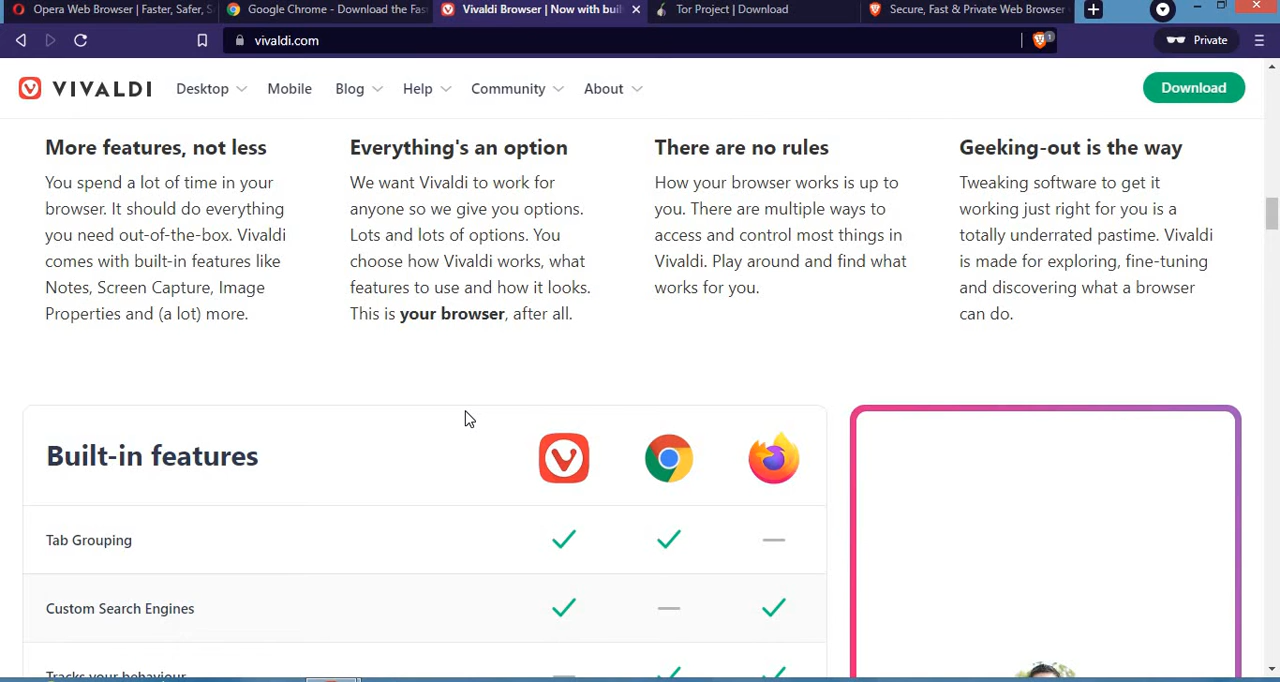 Opera Web Browser | Faster, Safer, S
Google Chrome - Download the Fas
Vivaldi Browser | Now with buil
Tor Project | Download
Secure, Fast & Private Web Browser
vivaldi.com
1
Private
VIVALDI
Desktop
Mobile
Blog
Help
Community
About
Download
More features, not less
You spend a lot of time in your
browser. It should do everything
you need out-of-the-box. Vivaldi
comes with built-in features like
Notes, Screen Capture, Image
Properties and (a lot) more.
Everything's an option
We want Vivaldi to work for
anyone so we give you options.
Lots and lots of options. You
choose how Vivaldi works, what
features to use and how it looks.
This is your browser, after all.
There are no rules
How your browser works is up to
you. There are multiple ways to
access and control most things in
Vivaldi. Play around and find what
works for you.
Geeking-out is the way
Tweaking software to get it
working just right for you is a
totally underrated pastime. Vivaldi
is made for exploring, fine-tuning
and discovering what a browser
can do.
Built-in features
Tab Grouping
Custom Search Engines
Tracks your behaviour